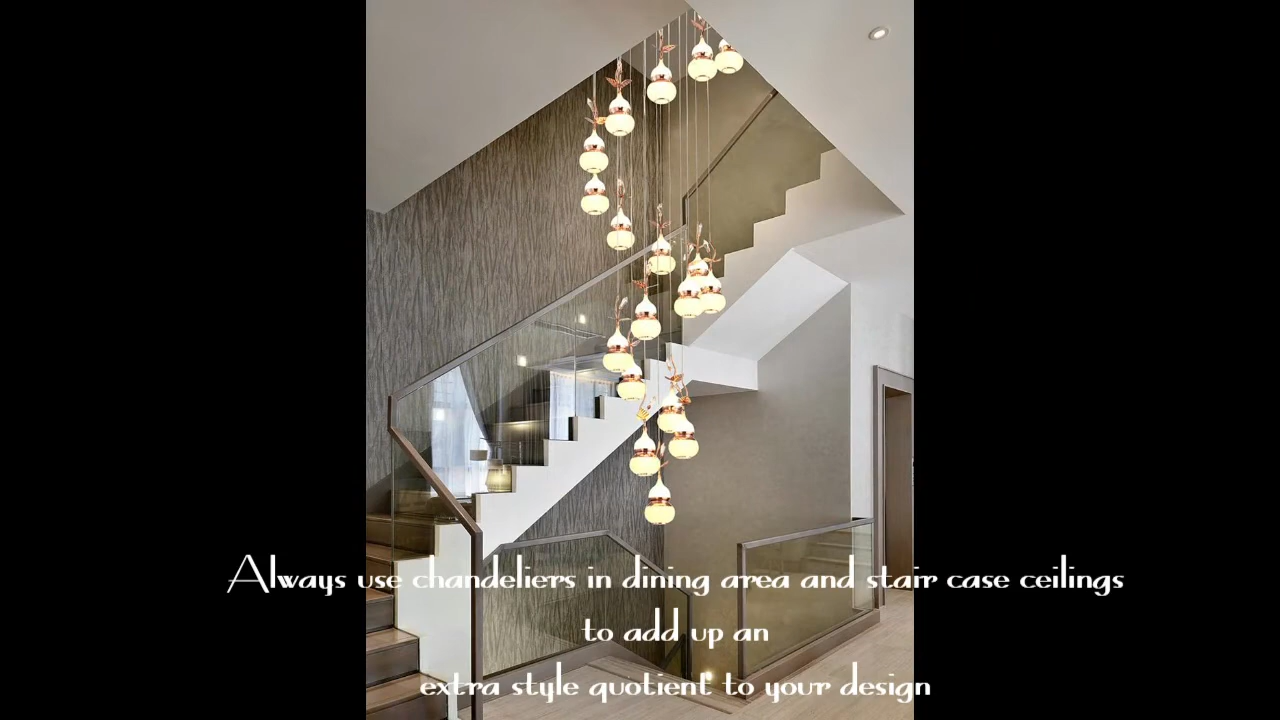 Always use chandeliers in dining area and stair case ceilings
to add up an
extra style quotient to your design